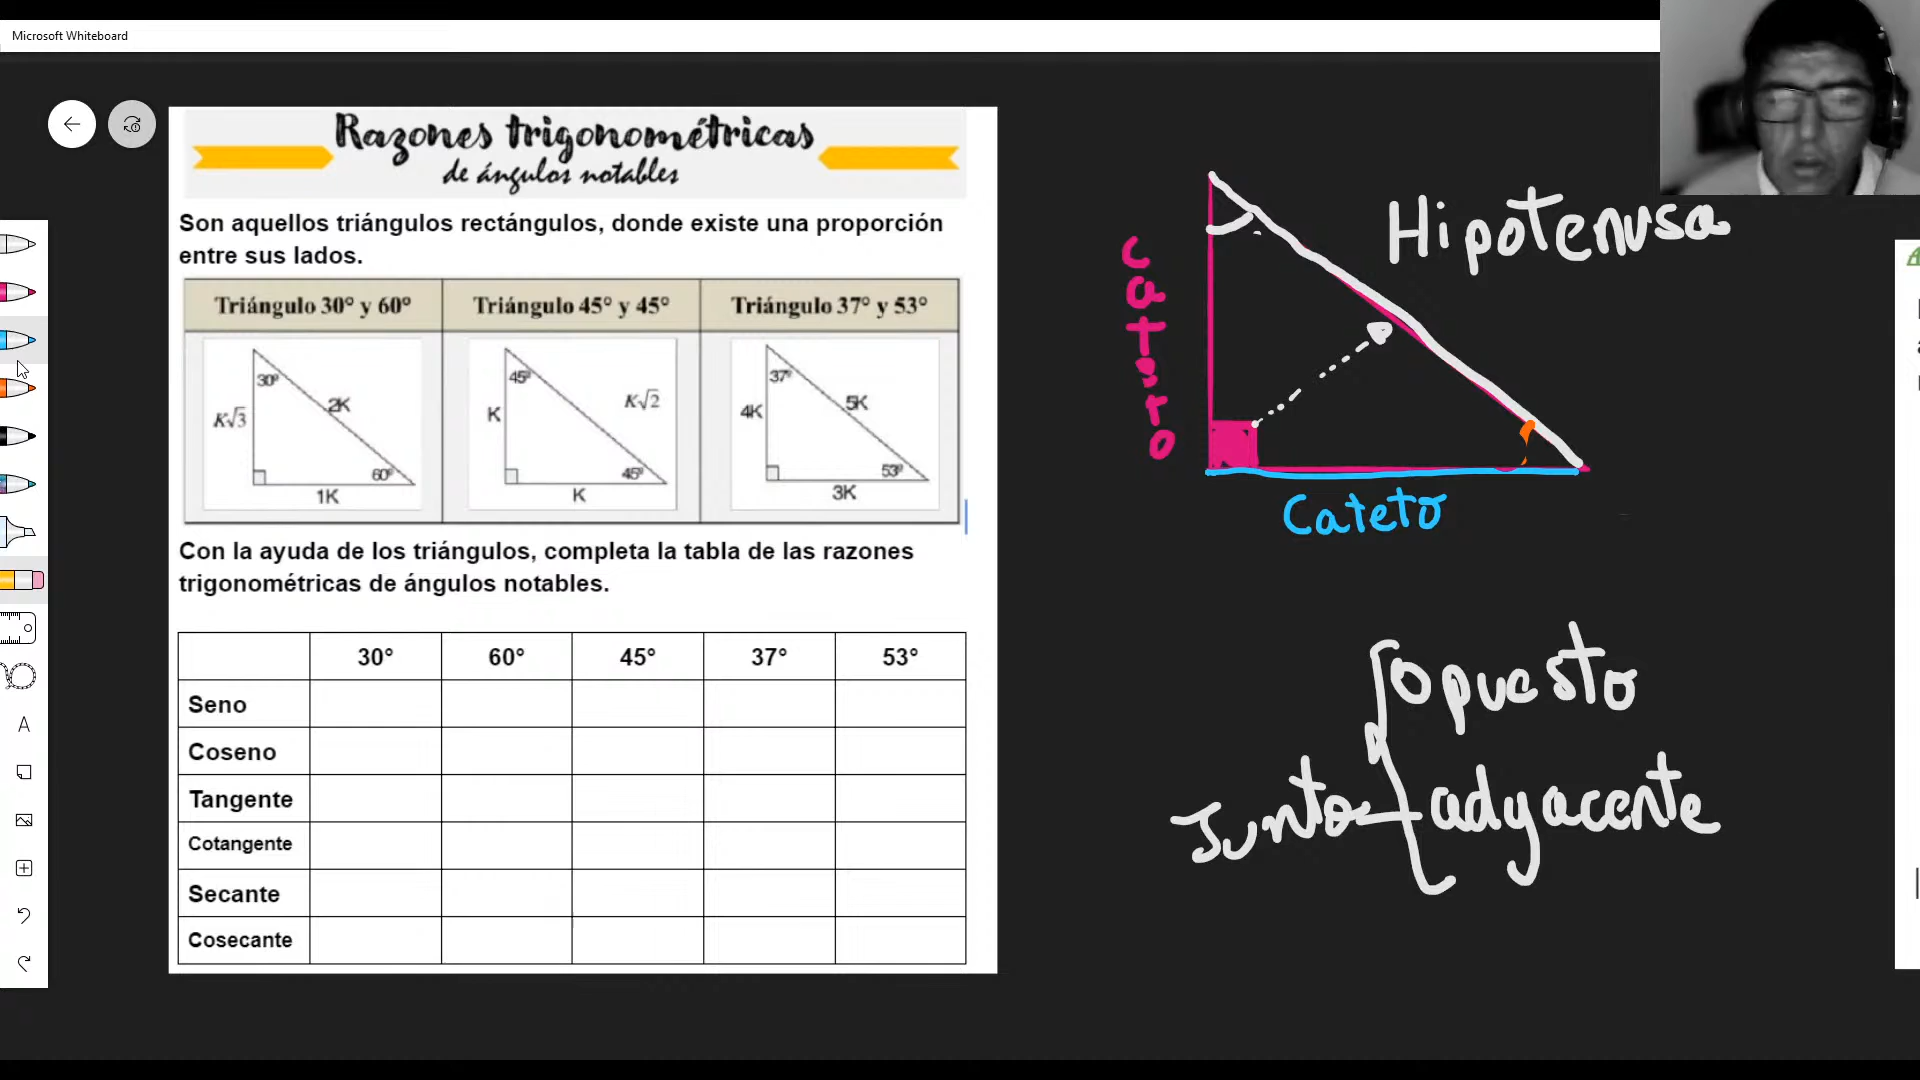 Microsoft Whiteboard
Razones trigonométricas
de ángulos notables
Son aquellos triángulos rectángulos, donde existe una proporción
entre sus lados.
Triángulo 30° y 60° Triángulo 45° y 45° Triángulo 37° y 53°
30° 2K K√3 60° 1K
45° K√2 K 45° K
37° 5K 4K 53° 3K
Con la ayuda de los triángulos, completa la tabla de las razones
trigonométricas de ángulos notables.
30° 60° 45° 37° 53°
Seno
Coseno
Tangente
Cotangente
Secante
Cosecante
Hipotenusa
Cateto
Cateto
Opuesto
Junto adyacente
A